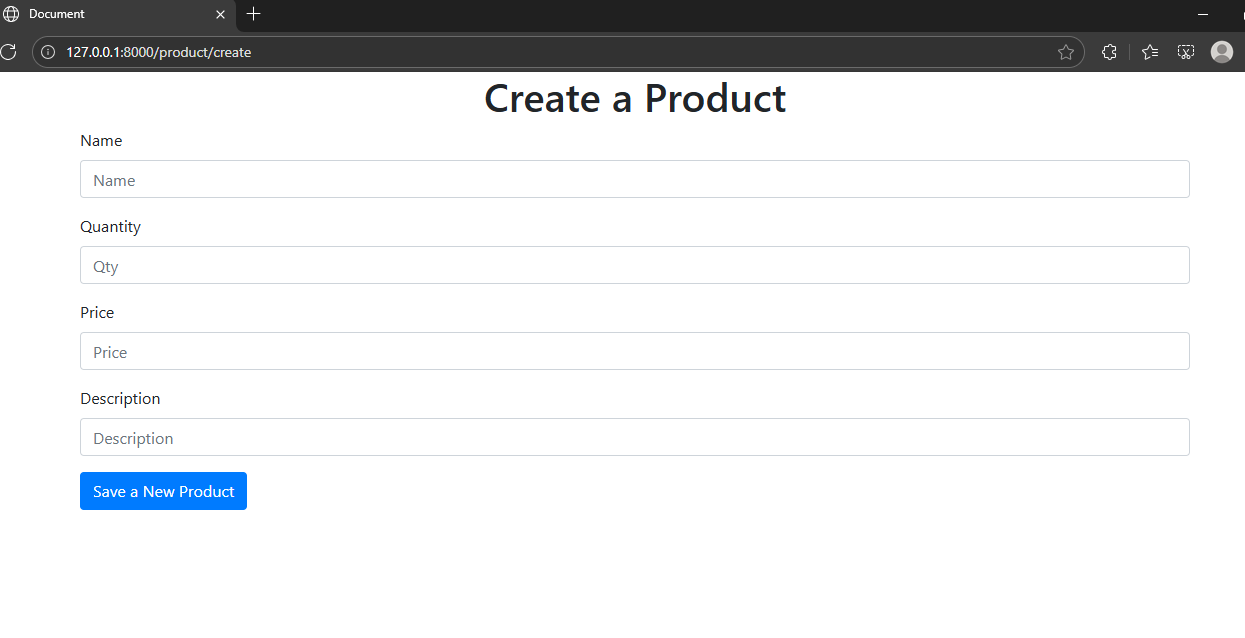 Document
127.0.0.1:8000/product/create
Create a Product
Name
Name
Quantity
Qty
Price
Price
Description
Description
Save a New Product